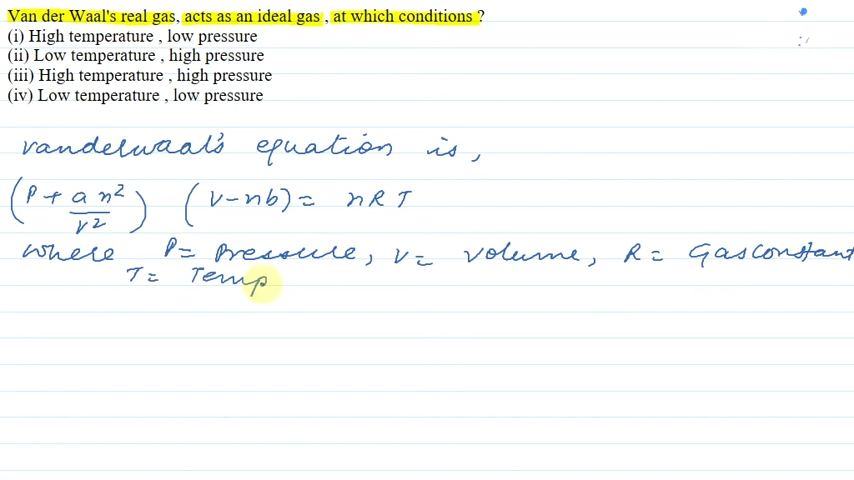 Van der Waal's real gas, acts as an ideal gas , at which conditions ?
(i) High temperature , low pressure
(ii) Low temperature , high pressure
(iii) High temperature , high pressure
(iv) Low temperature , low pressure
vanderwaal's equation is,
(P + an²/V²) (V-nb) = nRT
where P = Pressure, V = volume, R = Gasconstant
T = Temp